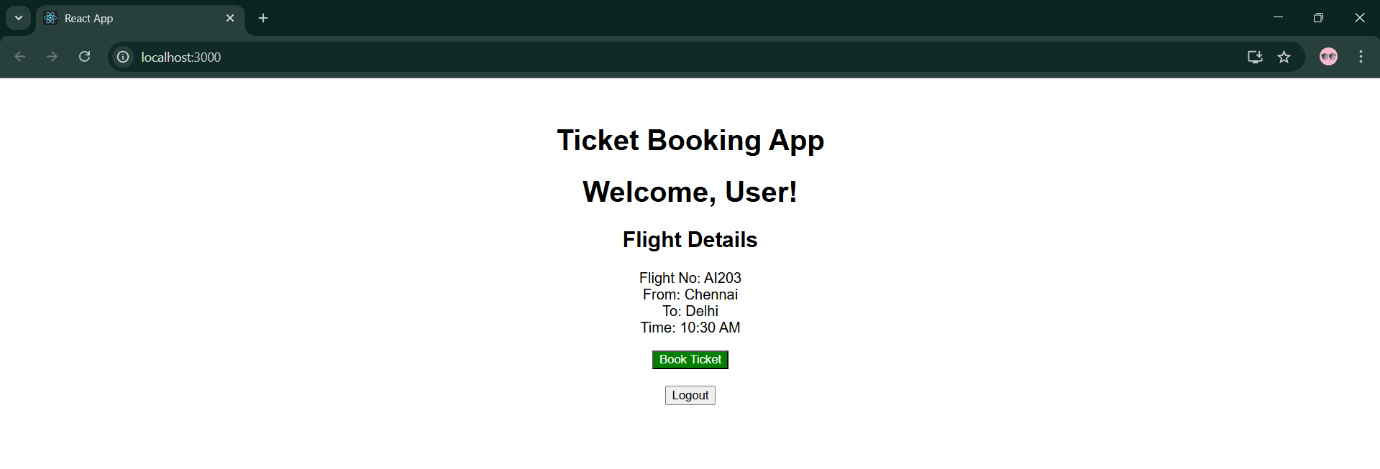 React App
localhost:3000
Ticket Booking App
Welcome, User!
Flight Details
Flight No: AI203
From: Chennai
To: Delhi
Time: 10:30 AM
Book Ticket
Logout